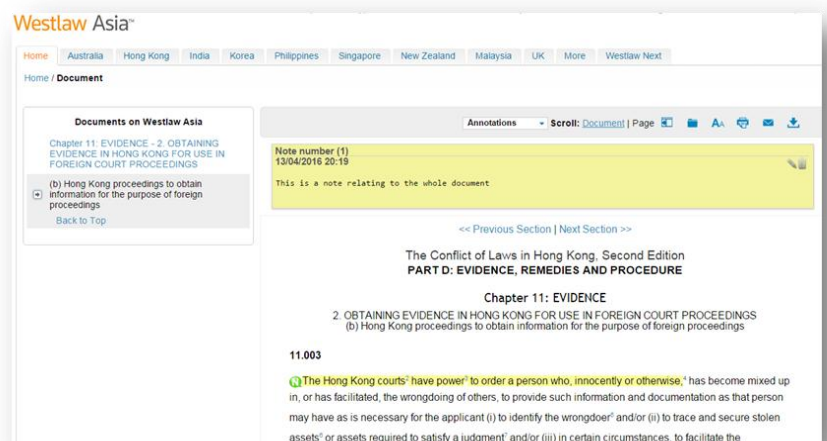 Westlaw Asia™
Home Australia Hong Kong India Korea Philippines Singapore New Zealand Malaysia UK More Westlaw Next
Home / Document
Documents on Westlaw Asia
Chapter 11: EVIDENCE - 2. OBTAINING
EVIDENCE IN HONG KONG FOR USE IN
FOREIGN COURT PROCEEDINGS
(b) Hong Kong proceedings to obtain
information for the purpose of foreign
proceedings
Back to Top
Annotations Scroll: Document | Page AA
Note number (1)
13/04/2016 20:19
This is a note relating to the whole document
<< Previous Section | Next Section >>
The Conflict of Laws in Hong Kong, Second Edition
PART D: EVIDENCE, REMEDIES AND PROCEDURE
Chapter 11: EVIDENCE
2. OBTAINING EVIDENCE IN HONG KONG FOR USE IN FOREIGN COURT PROCEEDINGS
(b) Hong Kong proceedings to obtain information for the purpose of foreign proceedings
11.003
N The Hong Kong courts² have power³ to order a person who, innocently or otherwise,⁴ has become mixed up
in, or has facilitated, the wrongdoing of others, to provide such information and documentation as that person
may have as is necessary for the applicant (i) to identify the wrongdoer⁵ and/or (ii) to trace and secure stolen
assets⁶ or assets required to satisfy a judgment⁷ and/or (iii) in certain circumstances, to facilitate the